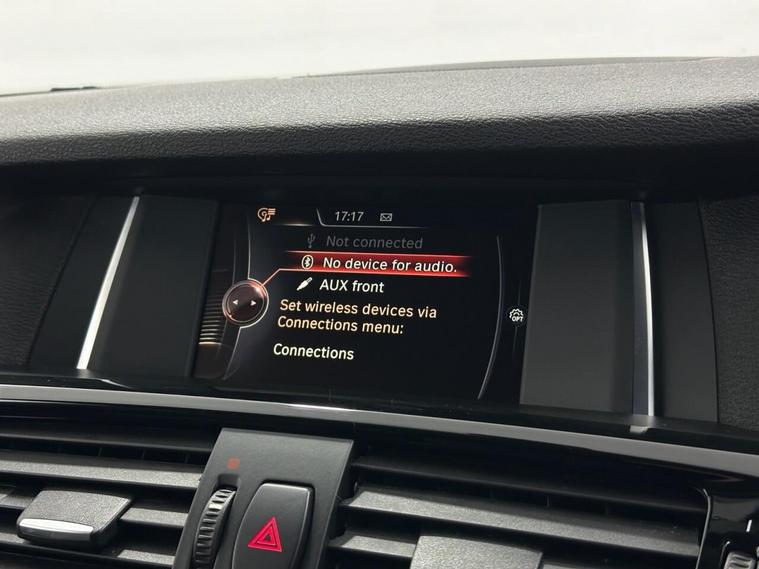 17:17
Not connected
No device for audio.
AUX front
Set wireless devices via
Connections menu:
Connections
OPT